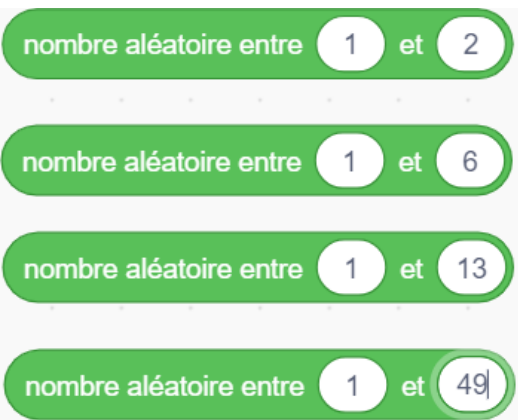 nombre aléatoire entre 1 et 2
nombre aléatoire entre 1 et 6
nombre aléatoire entre 1 et 13
nombre aléatoire entre 1 et 49